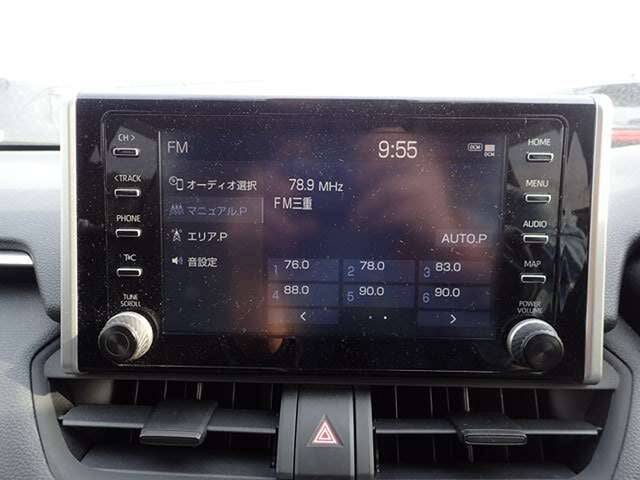 CH >
FM
9:55
DCM
DCM
HOME
< TRACK
オーディオ選択
78.9 MHz
MENU
マニュアル.P
FM三重
PHONE
エリア.P
AUTO.P
AUDIO
音設定
1 76.0
2 78.0
3 83.0
MAP
4 88.0
5 90.0
6 90.0
TUNE
SCROLL
<
>
POWER
VOLUME